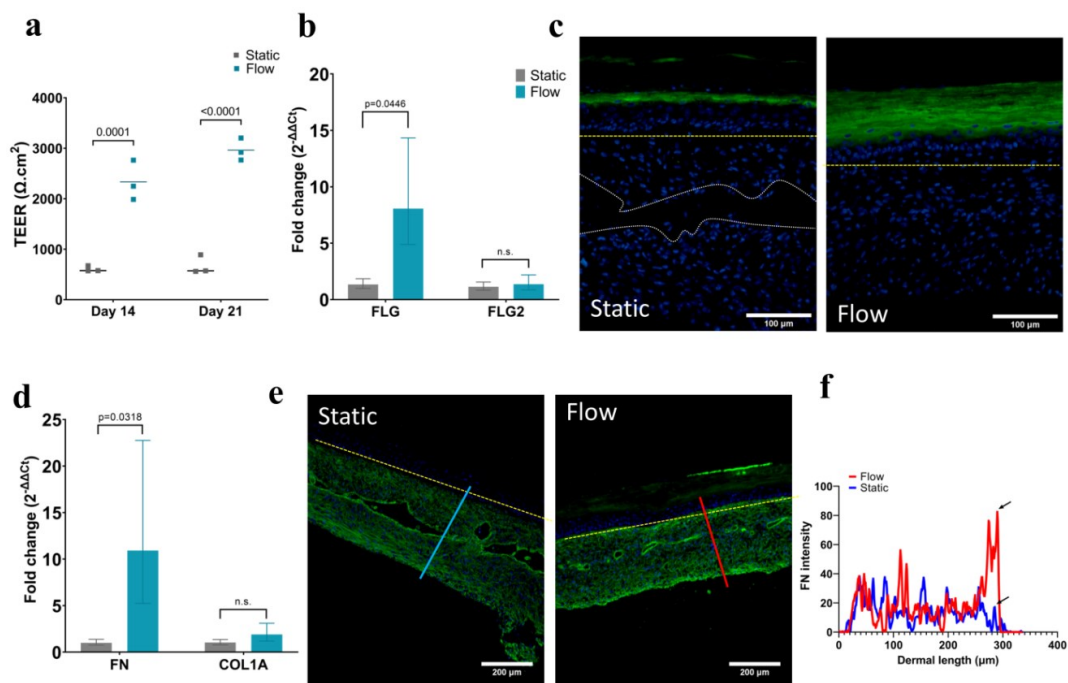 a
Static
Flow
TEER (Ω.cm²)
4000
3000
2000
1000
0
0.0001
<0.0001
Day 14
Day 21
b
Static
Flow
Fold change (2^-ΔΔCt)
20
15
10
5
0
p=0.0446
n.s.
FLG
FLG2
c
Static
100 µm
Flow
100 µm
d
Fold change (2^-ΔΔCt)
25
20
15
10
5
0
p=0.0318
n.s.
FN
COL1A
e
Static
200 µm
Flow
200 µm
f
Flow
Static
FN intensity
100
80
60
40
20
0
0
100
200
300
400
Dermal length (µm)